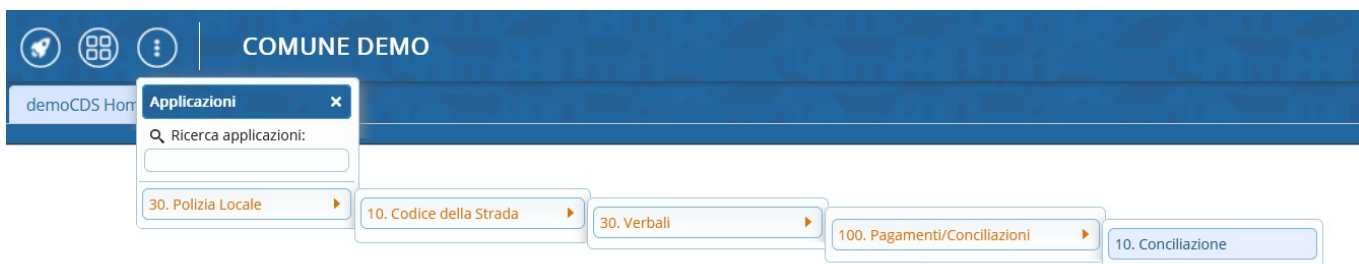 COMUNE DEMO
demoCDS Hom
Applicazioni
Ricerca applicazioni:
30. Polizia Locale
10. Codice della Strada
30. Verbali
100. Pagamenti/Conciliazioni
10. Conciliazione